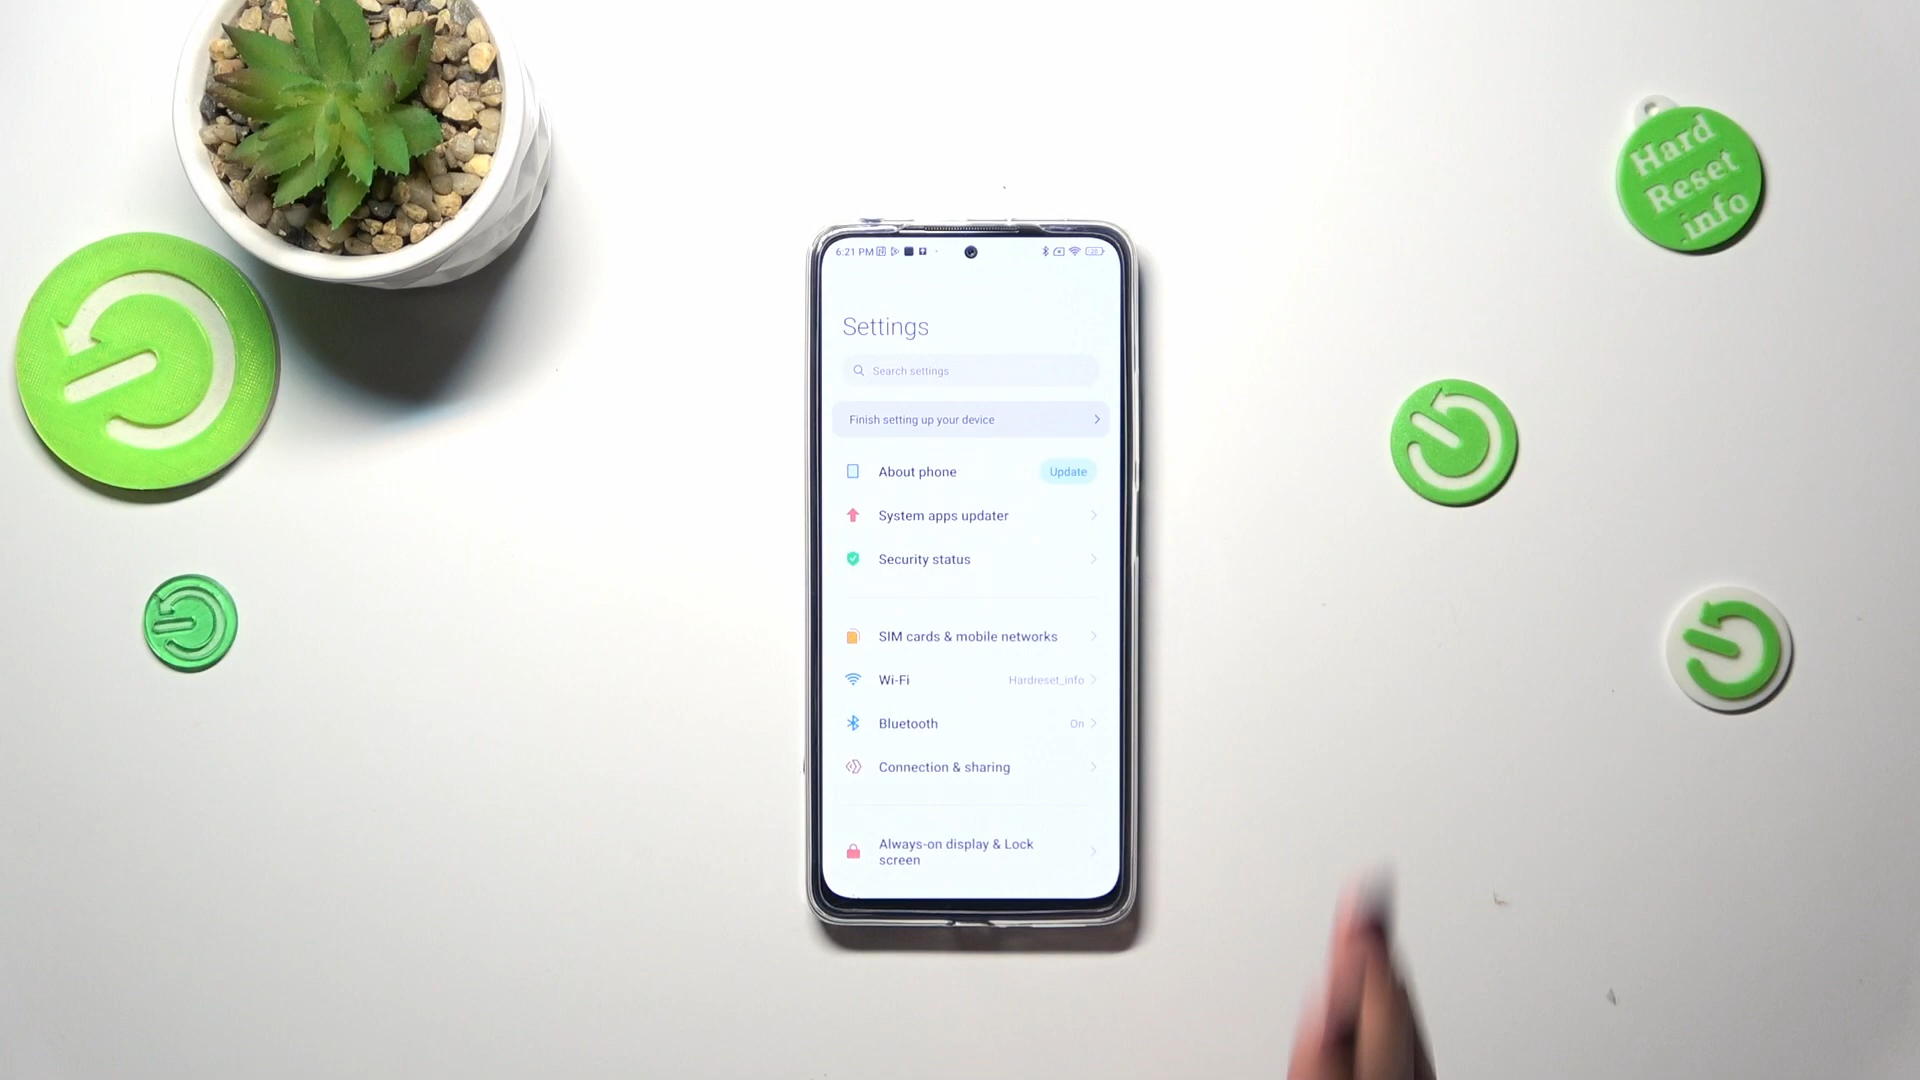 Hard
Reset
.info
6:21 PM
Settings
Search settings
Finish setting up your device
About phone
Update
System apps updater
Security status
SIM cards & mobile networks
Wi-Fi
Hardreset_info
Bluetooth
On
Connection & sharing
Always-on display & Lock
screen